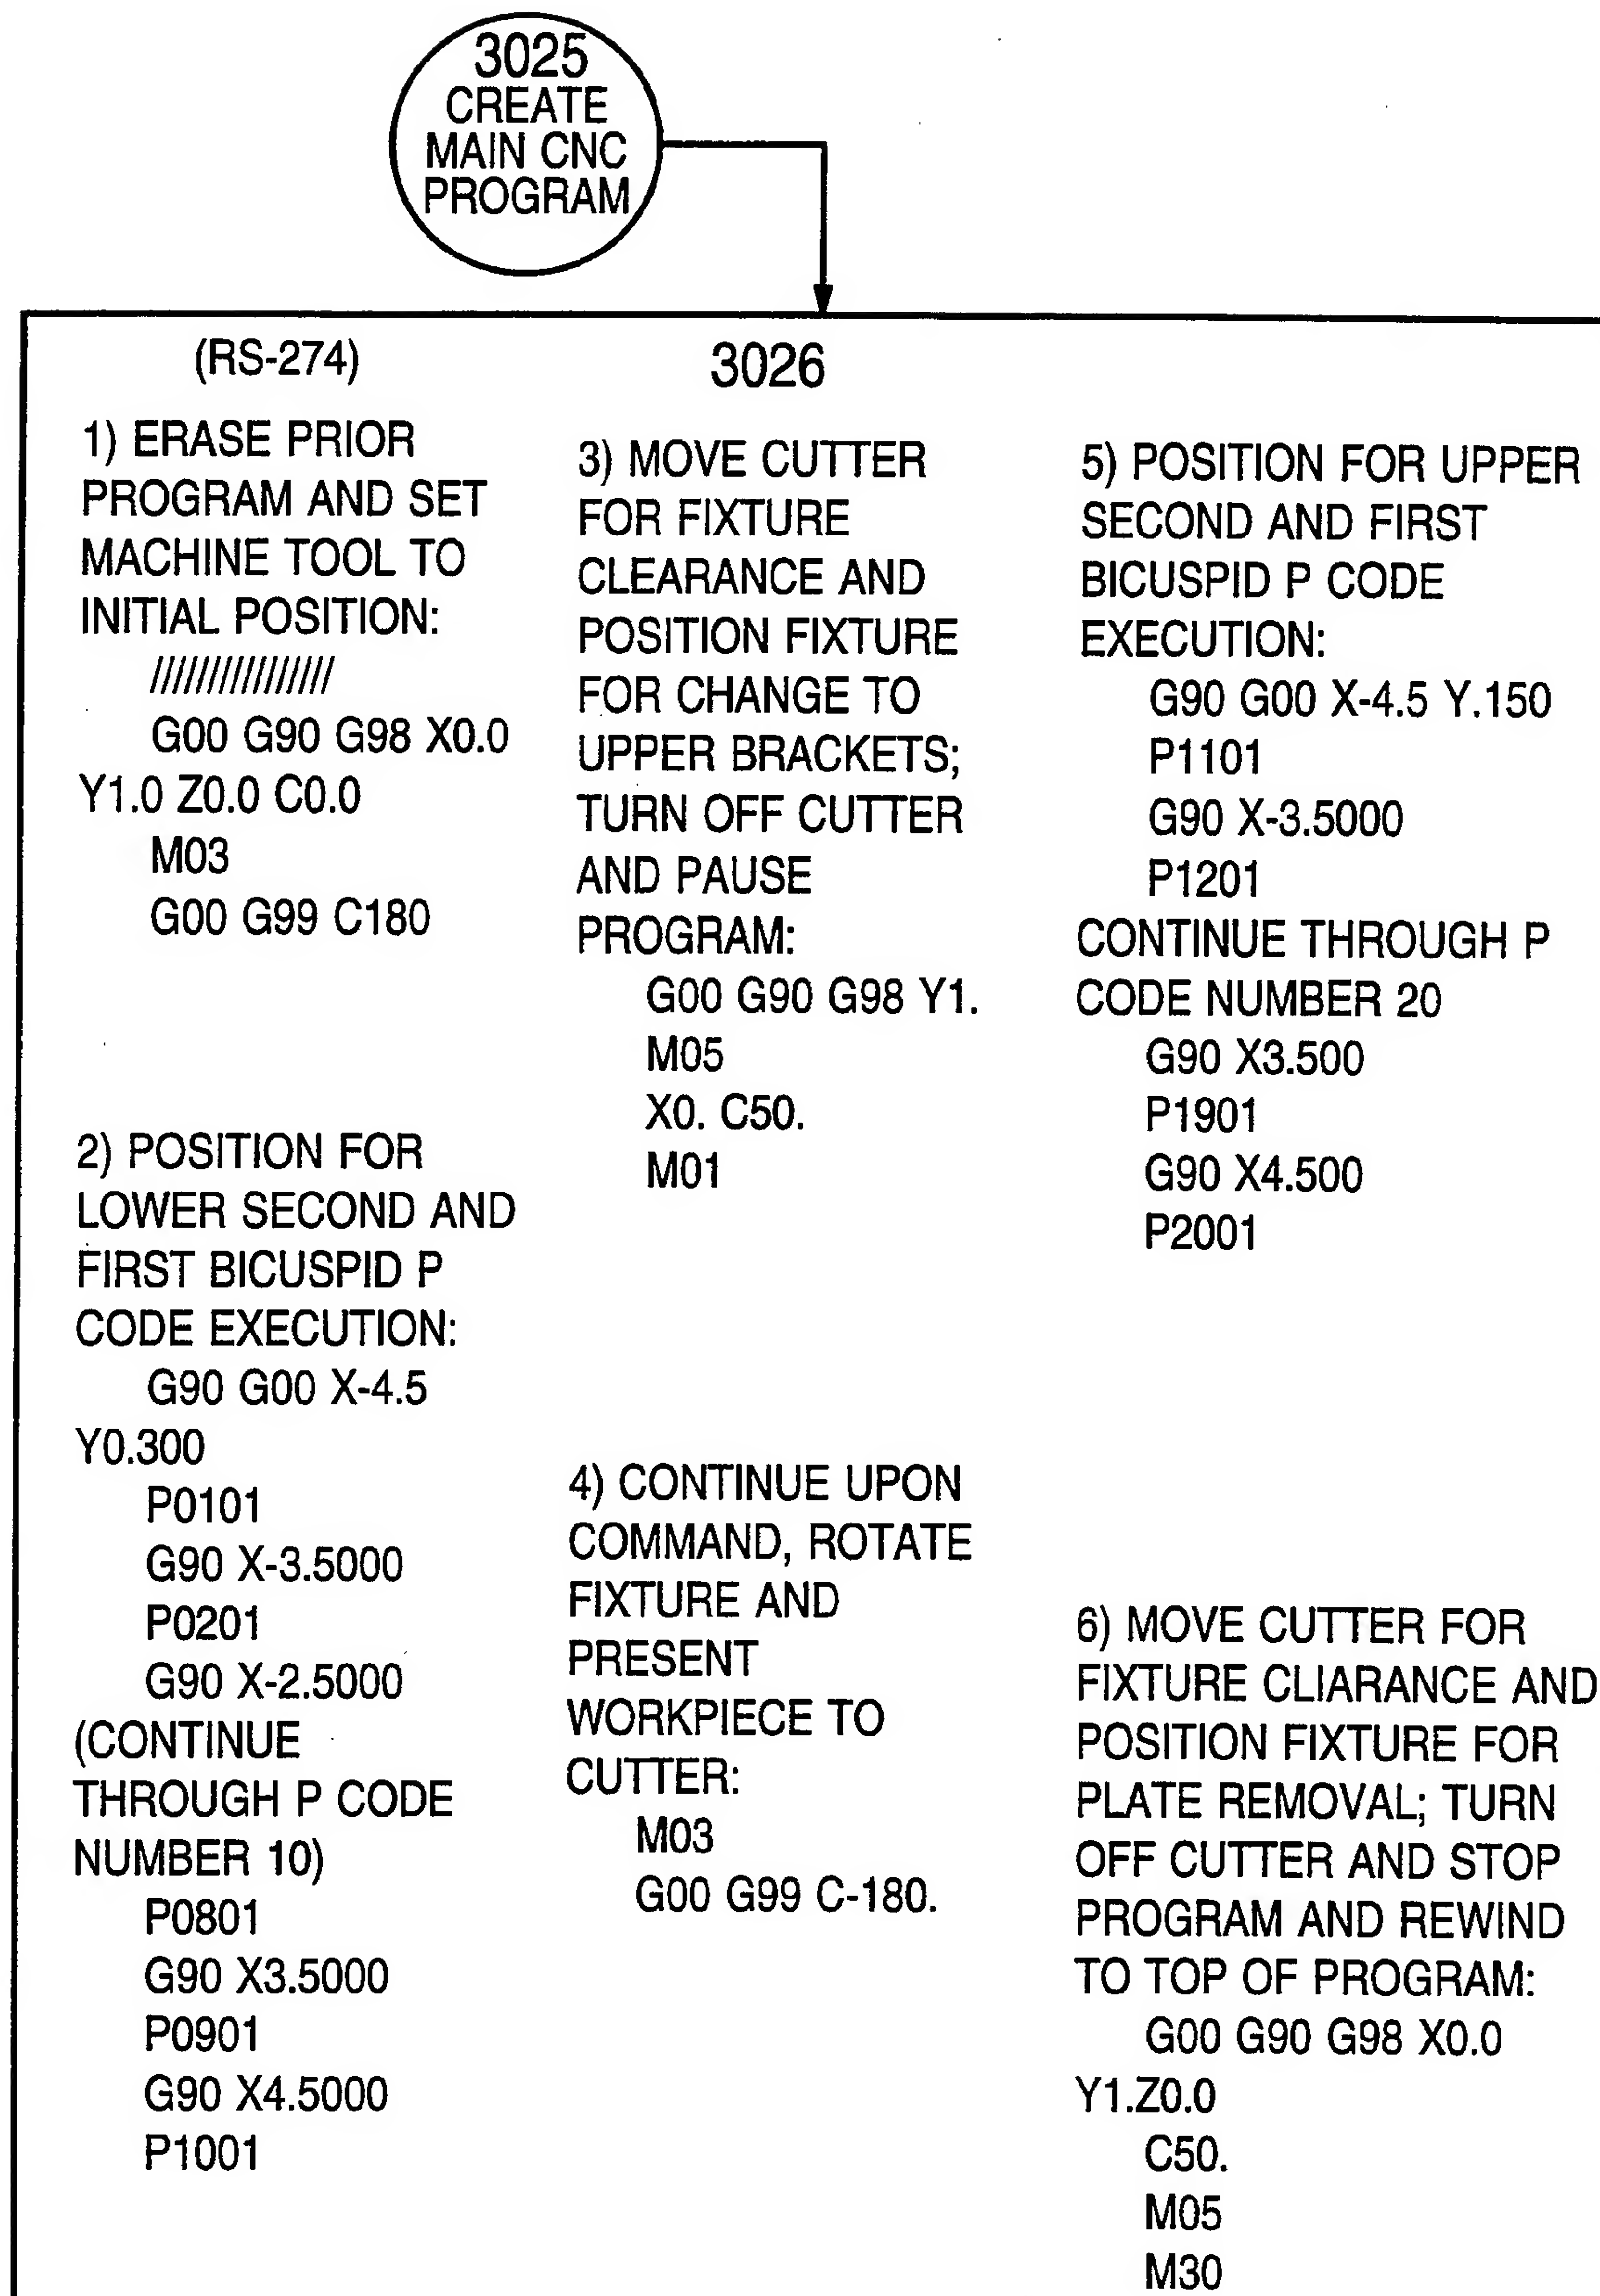 3025
CREATE
MAIN CNC
PROGRAM
(RS-274)
3026
1) ERASE PRIOR
PROGRAM AND SET
MACHINE TOOL TO
INITIAL POSITION:
////////////////
G00 G90 G98 X0.0
Y1.0 Z0.0 C0.0
M03
G00 G99 C180
2) POSITION FOR
LOWER SECOND AND
FIRST BICUSPID P
CODE EXECUTION:
G90 G00 X-4.5
Y0.300
P0101
G90 X-3.5000
P0201
G90 X-2.5000
(CONTINUE
THROUGH P CODE
NUMBER 10)
P0801
G90 X3.5000
P0901
G90 X4.5000
P1001
3) MOVE CUTTER
FOR FIXTURE
CLEARANCE AND
POSITION FIXTURE
FOR CHANGE TO
UPPER BRACKETS;
TURN OFF CUTTER
AND PAUSE
PROGRAM:
G00 G90 G98 Y1.
M05
X0. C50.
M01
4) CONTINUE UPON
COMMAND, ROTATE
FIXTURE AND
PRESENT
WORKPIECE TO
CUTTER:
M03
G00 G99 C-180.
5) POSITION FOR UPPER
SECOND AND FIRST
BICUSPID P CODE
EXECUTION:
G90 G00 X-4.5 Y.150
P1101
G90 X-3.5000
P1201
CONTINUE THROUGH P
CODE NUMBER 20
G90 X3.500
P1901
G90 X4.500
P2001
6) MOVE CUTTER FOR
FIXTURE CLIARANCE AND
POSITION FIXTURE FOR
PLATE REMOVAL; TURN
OFF CUTTER AND STOP
PROGRAM AND REWIND
TO TOP OF PROGRAM:
G00 G90 G98 X0.0
Y1.Z0.0
C50.
M05
M30